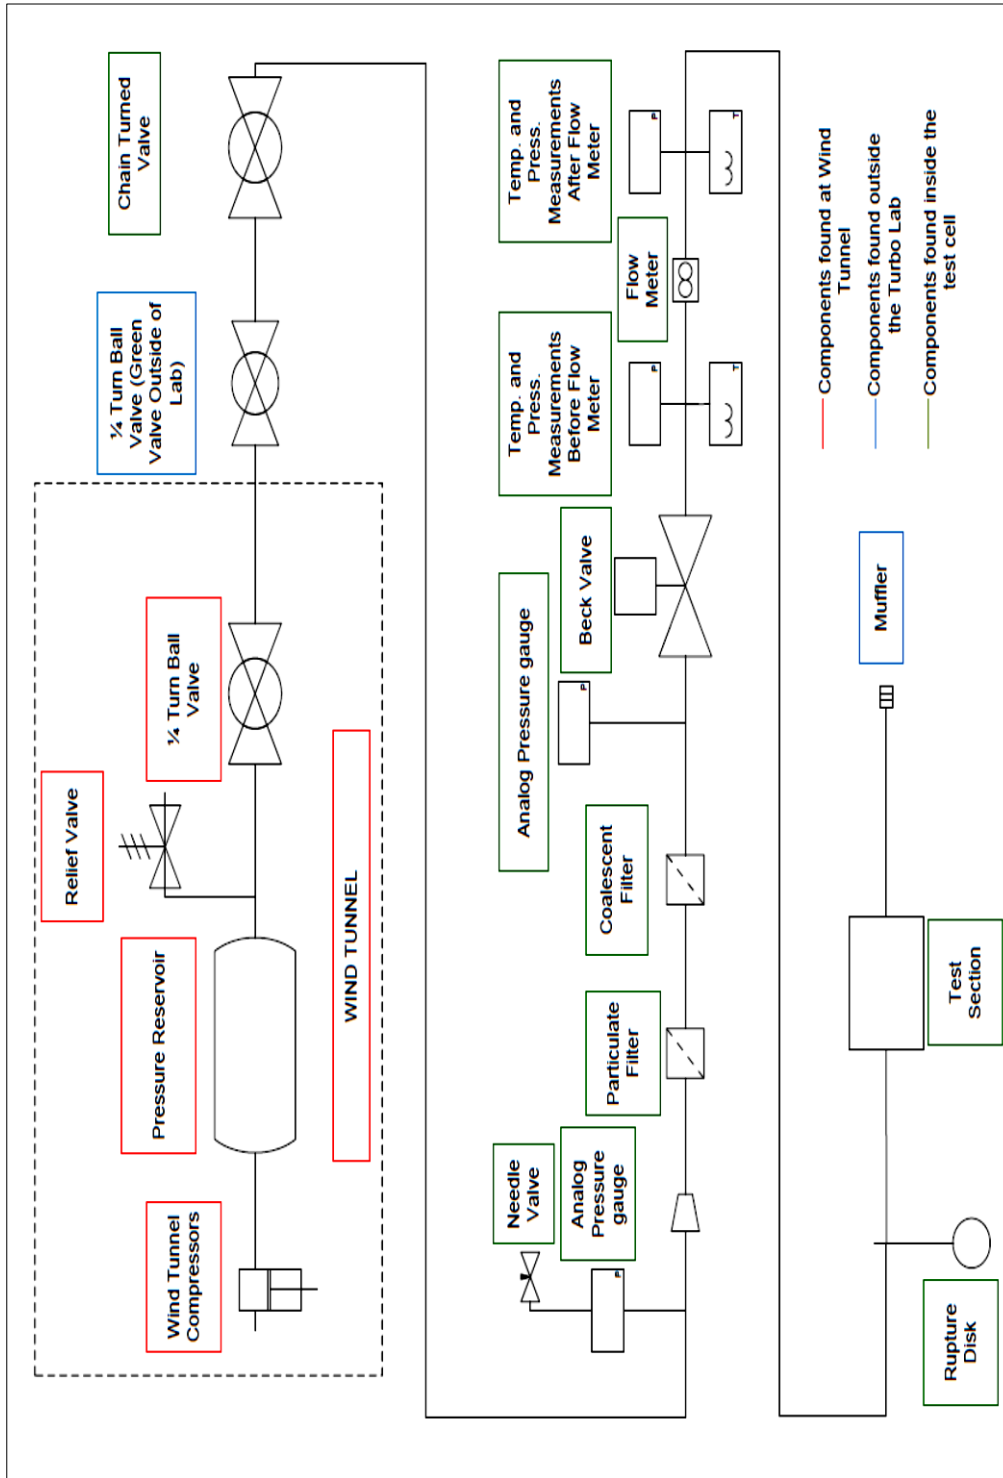 Wind Tunnel
Compressors
Pressure Reservoir
Relief Valve
¼ Turn Ball
Valve
WIND TUNNEL
¼ Turn Ball
Valve (Green
Valve Outside of
Lab)
Chain Turned
Valve
Needle
Valve
Analog
Pressure
gauge
P
Particulate
Filter
Coalescent
Filter
Analog Pressure gauge
P
Beck Valve
Temp. and
Press.
Measurements
Before Flow
Meter
P
T
Flow
Meter
Temp. and
Press.
Measurements
After Flow
Meter
P
T
Rupture
Disk
Test
Section
Muffler
Components found at Wind
Tunnel
Components found outside
the Turbo Lab
Components found inside the
test cell